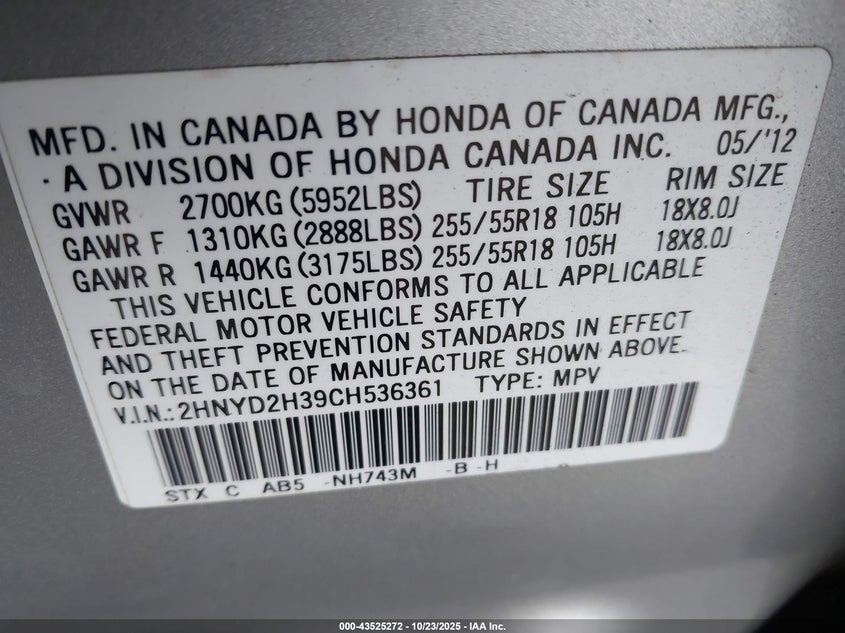 MFD. IN CANADA BY HONDA OF CANADA MFG.,
· A DIVISION OF HONDA CANADA INC. 05/'12
GVWR 2700KG (5952LBS) TIRE SIZE RIM SIZE
GAWR F 1310KG (2888LBS) 255/55R18 105H 18X8.0J
GAWR R 1440KG (3175LBS) 255/55R18 105H 18X8.0J
THIS VEHICLE CONFORMS TO ALL APPLICABLE
FEDERAL MOTOR VEHICLE SAFETY
AND THEFT PREVENTION STANDARDS IN EFFECT
ON THE DATE OF MANUFACTURE SHOWN ABOVE.
V.I.N.: 2HNYD2H39CH536361 TYPE: MPV
STX C AB5 -NH743M -B -H
000-43525272 - 10/23/2025 - IAA Inc.